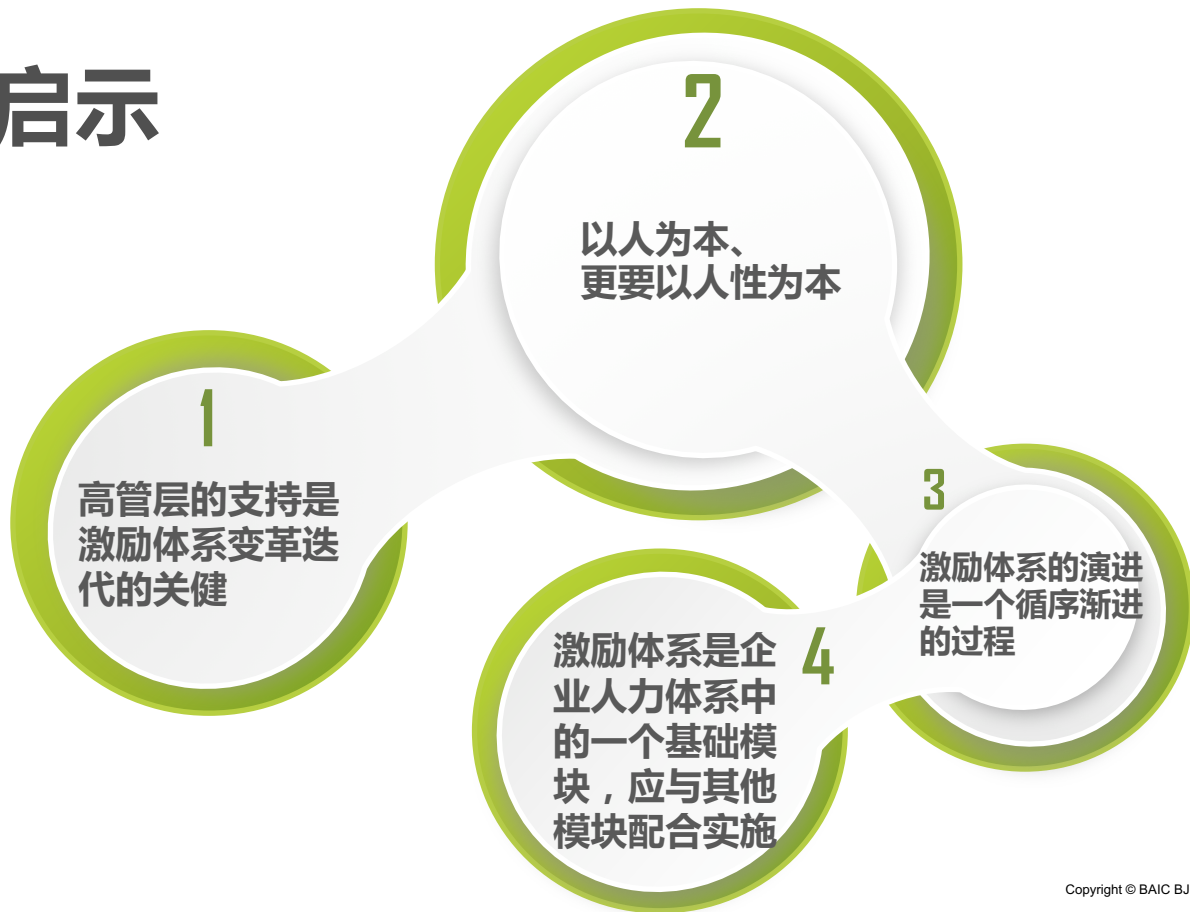 启示
1
高管层的支持是
激励体系变革迭
代的关健
2
以人为本、
更要以人性为本
3
激励体系的演进
是一个循序渐进
的过程
4
激励体系是企
业人力体系中
的一个基础模
块，应与其他
模块配合实施
Copyright © BAIC BJ